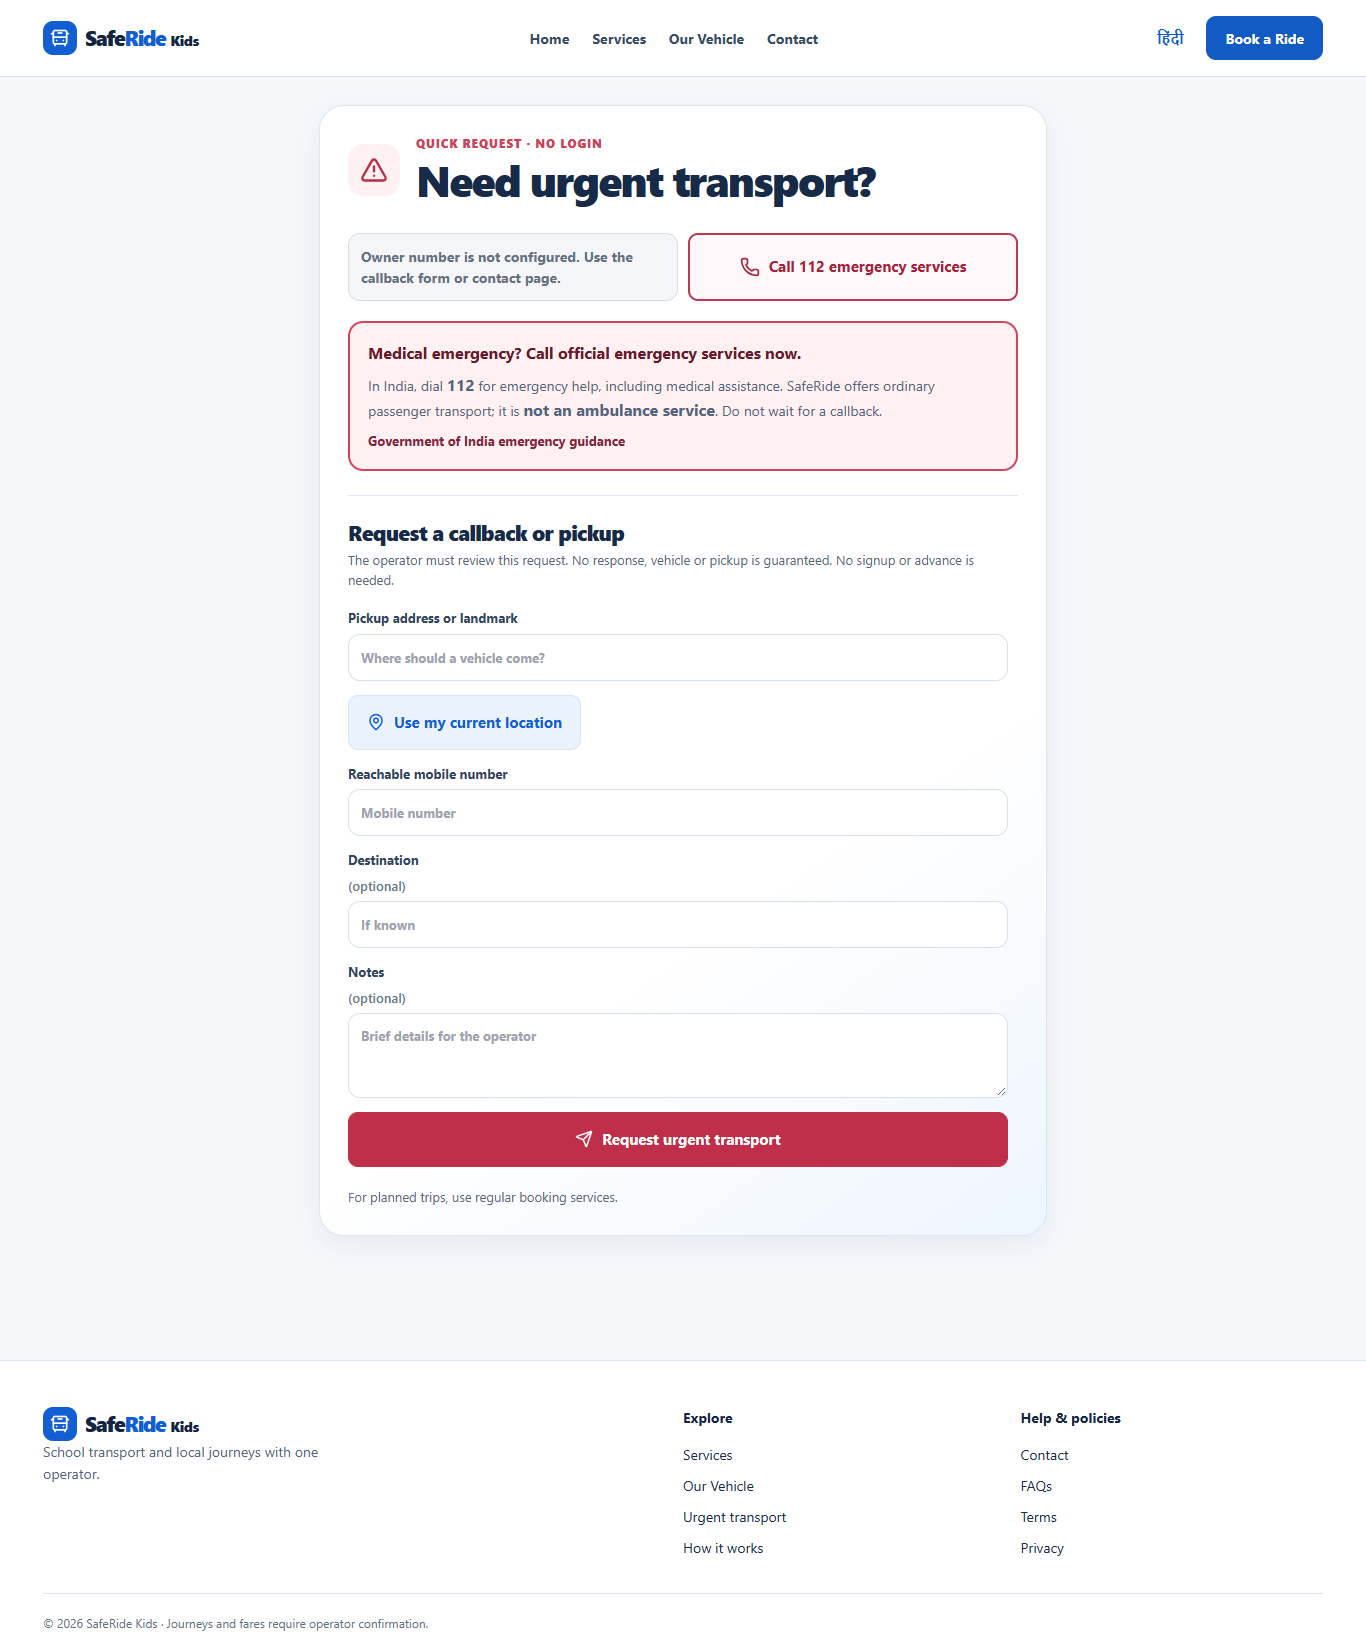 SafeRide Kids
Home
Services
Our Vehicle
Contact
हिंदी
Book a Ride
QUICK REQUEST · NO LOGIN
Need urgent transport?
Owner number is not configured. Use the
callback form or contact page.
Call 112 emergency services
Medical emergency? Call official emergency services now.
In India, dial 112 for emergency help, including medical assistance. SafeRide offers ordinary
passenger transport; it is not an ambulance service. Do not wait for a callback.
Government of India emergency guidance
Request a callback or pickup
The operator must review this request. No response, vehicle or pickup is guaranteed. No signup or advance is
needed.
Pickup address or landmark
Where should a vehicle come?
Use my current location
Reachable mobile number
Mobile number
Destination
(optional)
If known
Notes
(optional)
Brief details for the operator
Request urgent transport
For planned trips, use regular booking services.
SafeRide Kids
School transport and local journeys with one
operator.
Explore
Services
Our Vehicle
Urgent transport
How it works
Help & policies
Contact
FAQs
Terms
Privacy
© 2026 SafeRide Kids · Journeys and fares require operator confirmation.